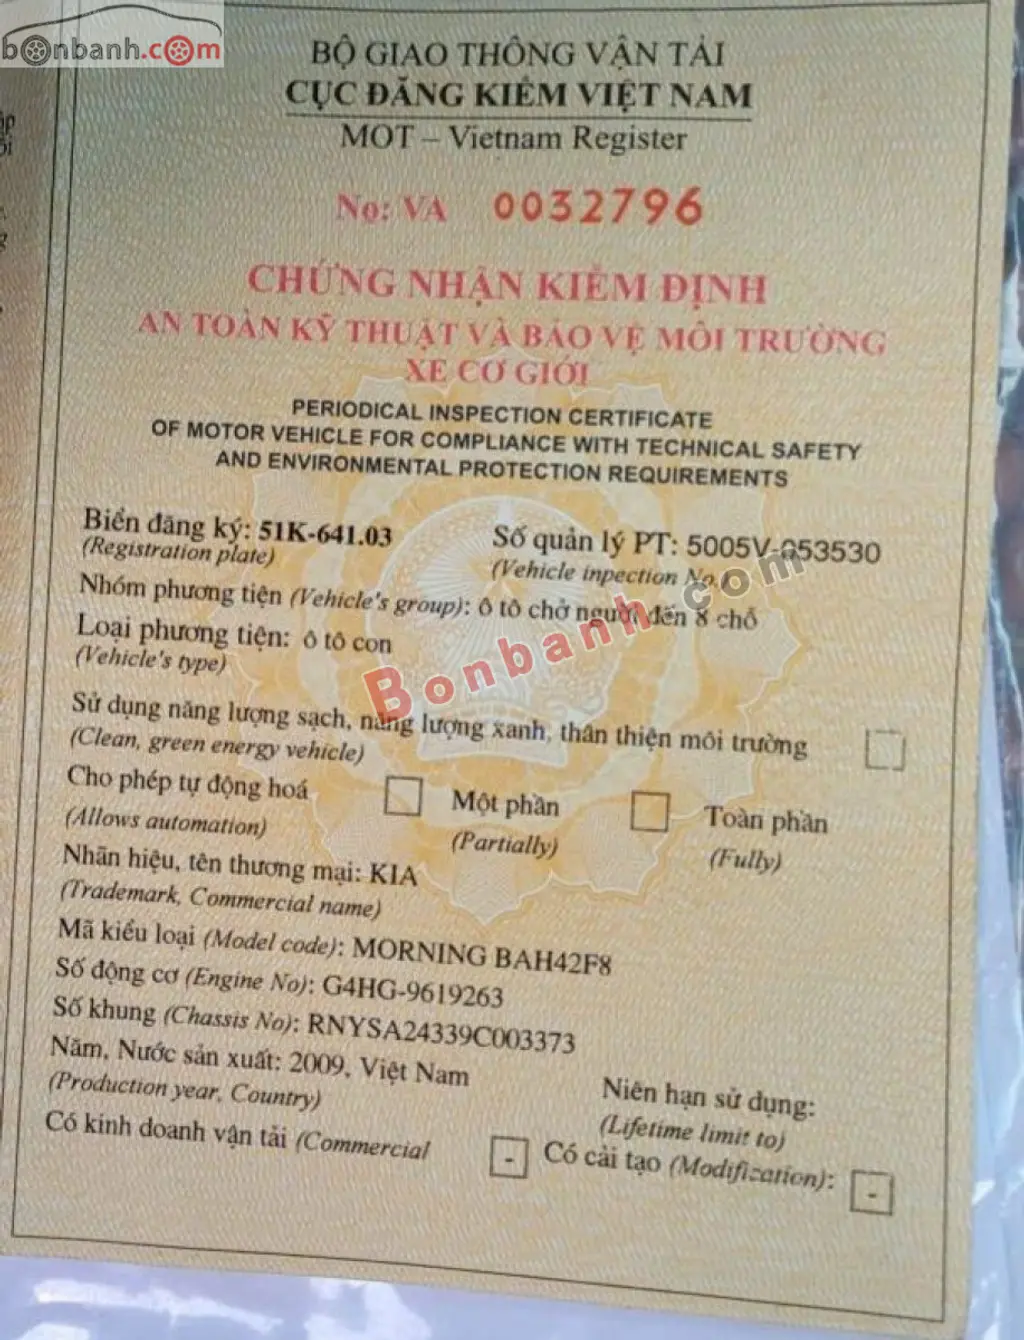 bonbanh.com
BỘ GIAO THÔNG VẬN TẢI
CỤC ĐĂNG KIỂM VIỆT NAM
MOT – Vietnam Register
No: VA 0032796
CHỨNG NHẬN KIỂM ĐỊNH
AN TOÀN KỸ THUẬT VÀ BẢO VỆ MÔI TRƯỜNG
XE CƠ GIỚI
PERIODICAL INSPECTION CERTIFICATE
OF MOTOR VEHICLE FOR COMPLIANCE WITH TECHNICAL SAFETY
AND ENVIRONMENTAL PROTECTION REQUIREMENTS
Biển đăng ký: 51K-641.03 Số quản lý PT: 5005V-053530
(Registration plate) (Vehicle inpection No.)
Nhóm phương tiện (Vehicle's group): ô tô chở người đến 8 chỗ
Loại phương tiện: ô tô con
(Vehicle's type)
Bonbanh.com
Sử dụng năng lượng sạch, năng lượng xanh, thân thiện môi trường
(Clean, green energy vehicle)
Cho phép tự động hoá Một phần Toàn phần
(Allows automation) (Partially) (Fully)
Nhãn hiệu, tên thương mại: KIA
(Trademark, Commercial name)
Mã kiểu loại (Model code): MORNING BAH42F8
Số động cơ (Engine No): G4HG-9619263
Số khung (Chassis No): RNYSA24339C003373
Năm, Nước sản xuất: 2009, Việt Nam Niên hạn sử dụng:
(Production year, Country) (Lifetime limit to)
Có kinh doanh vận tải (Commercial - Có cải tạo (Modification): -